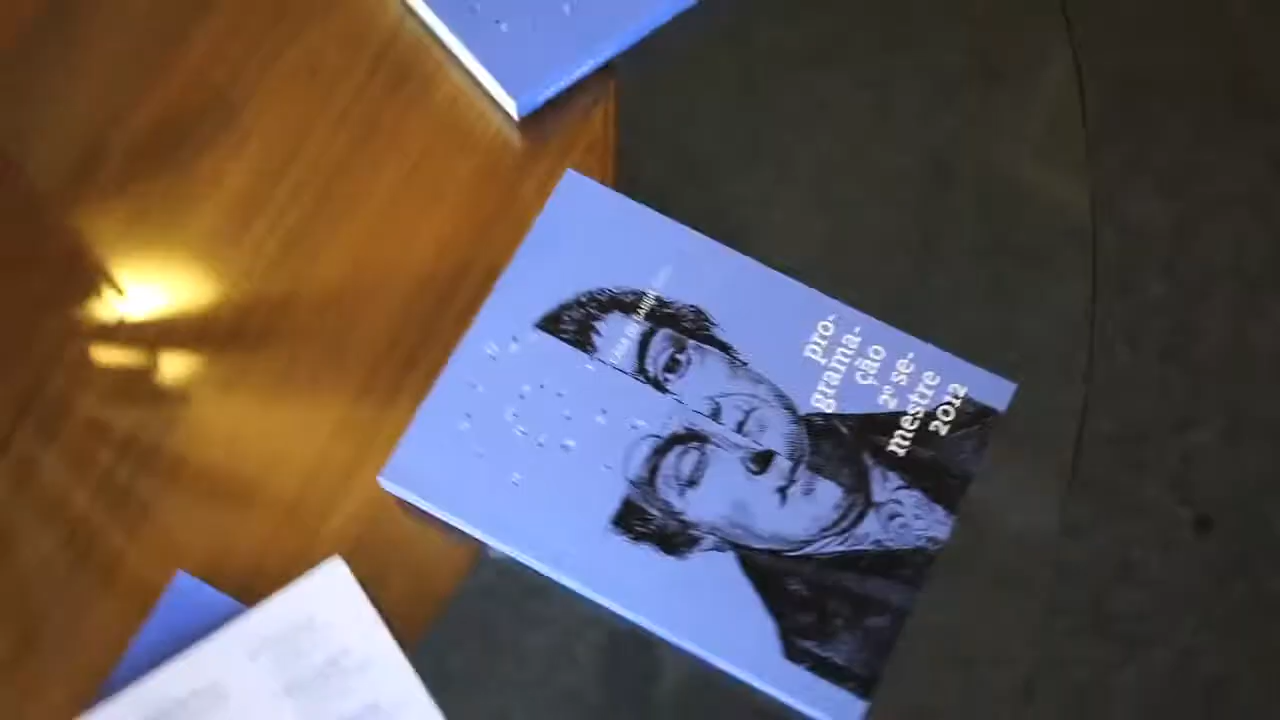 pro-
grama-
ção
2º se-
mestre
2012